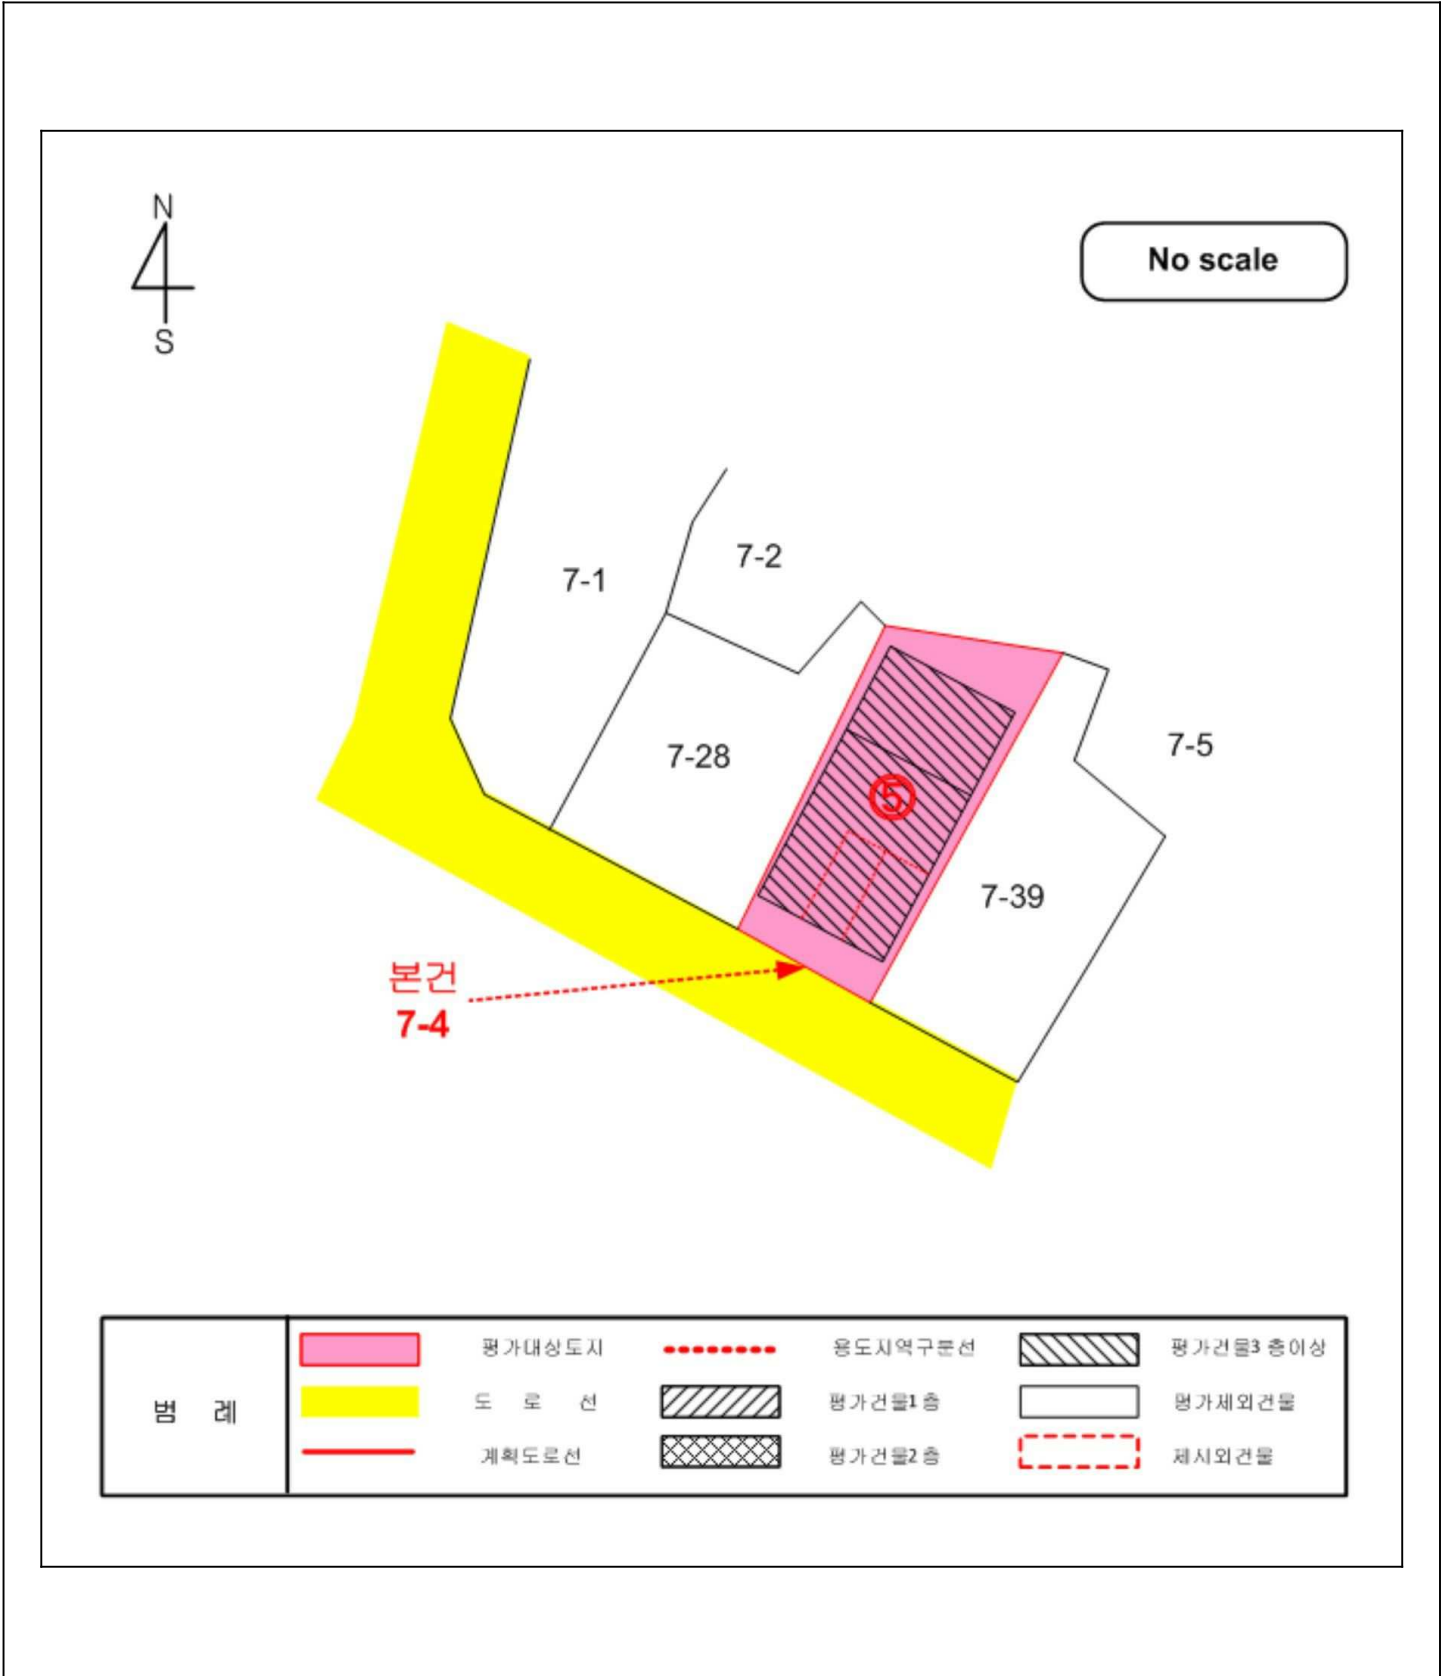 N
S
No scale
7-1
7-2
7-28
7-5
⑤
7-39
본건
7-4
범 례
평가대상토지
용도지역구분선
평가건물3 층이상
도 로 선
평가건물1 층
평가제외건물
계획도로선
평가건물2 층
제시외건물